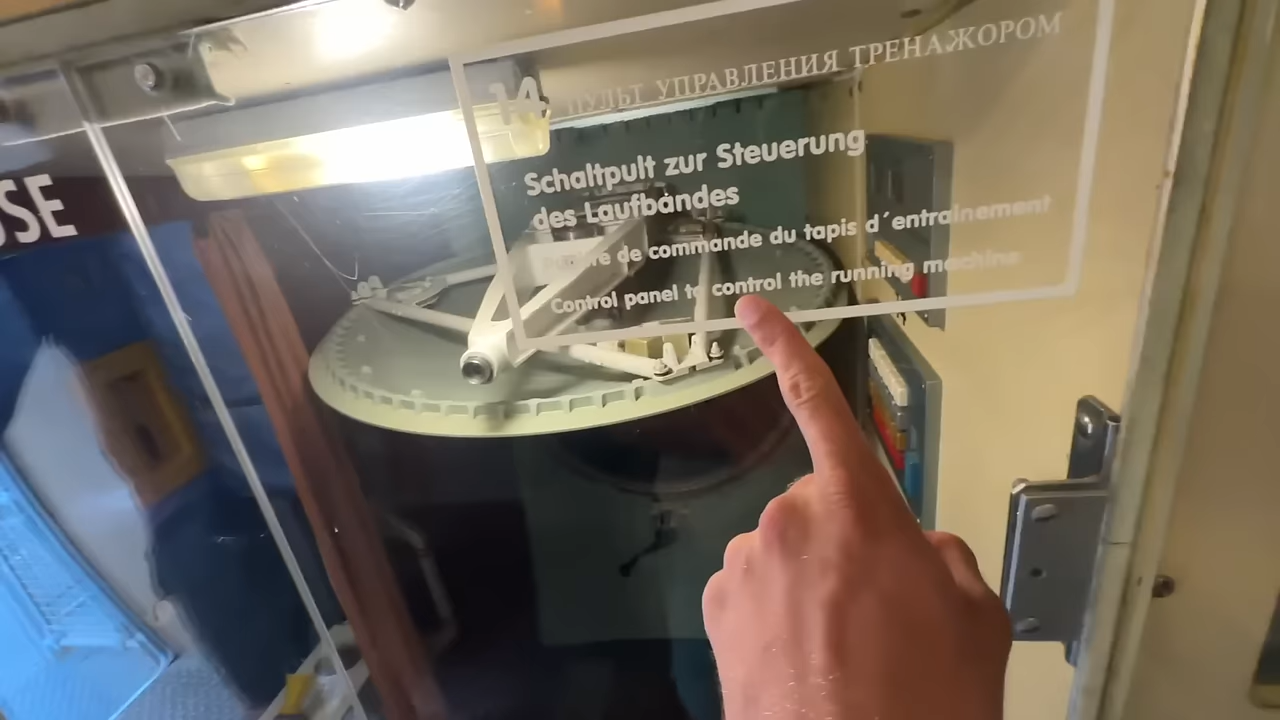 SSE
14 ПУЛЬТ УПРАВЛЕНИЯ ТРЕНАЖОРОМ
Schaltpult zur Steuerung
des Laufbandes
de commande du tapis d´entrainement
Control panel to control the running machine